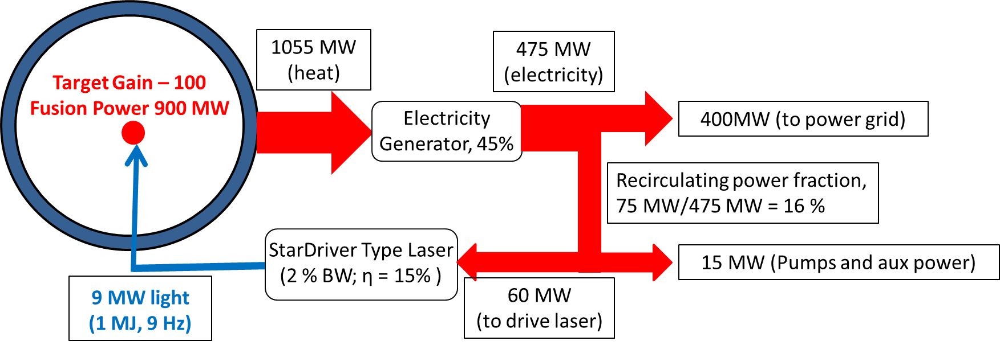 Target Gain – 100
Fusion Power 900 MW
1055 MW
(heat)
Electricity
Generator, 45%
475 MW
(electricity)
400MW (to power grid)
Recirculating power fraction,
75 MW/475 MW = 16 %
15 MW (Pumps and aux power)
60 MW
(to drive laser)
StarDriver Type Laser
(2 % BW; η = 15% )
9 MW light
(1 MJ, 9 Hz)